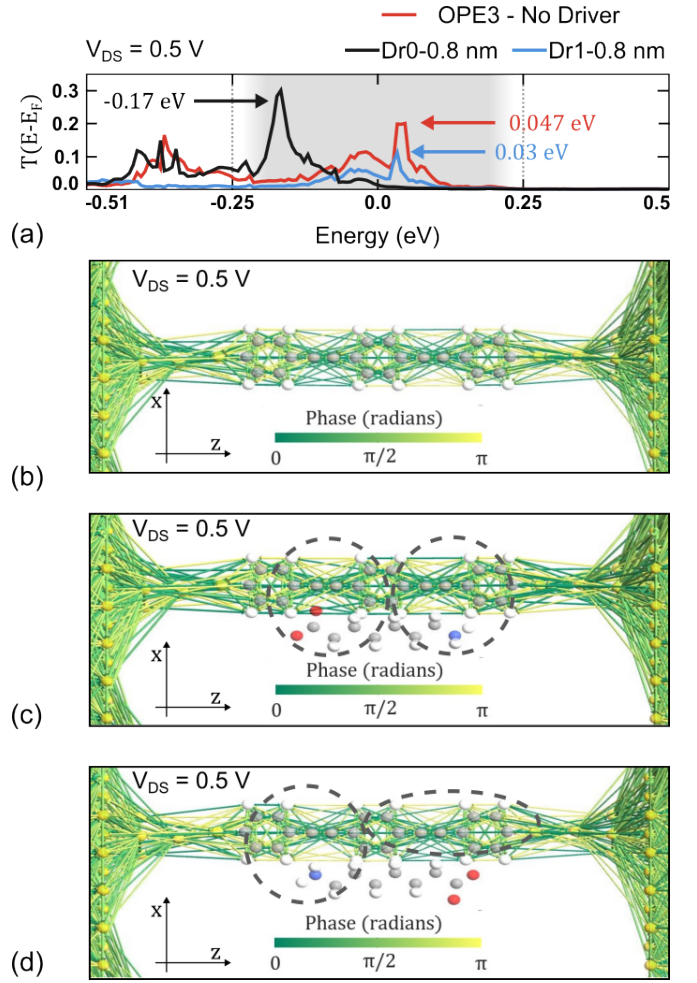 OPE3 - No Driver
V_DS = 0.5 V Dr0-0.8 nm Dr1-0.8 nm
T(E-E_F)
0.3
0.2
0.1
0.0
-0.17 eV
0.047 eV
0.03 eV
-0.51 -0.25 0.0 0.25 0.5
Energy (eV)
(a)
V_DS = 0.5 V
x
z
Phase (radians)
0 π/2 π
(b)
V_DS = 0.5 V
x
z
Phase (radians)
0 π/2 π
(c)
V_DS = 0.5 V
x
z
Phase (radians)
0 π/2 π
(d)